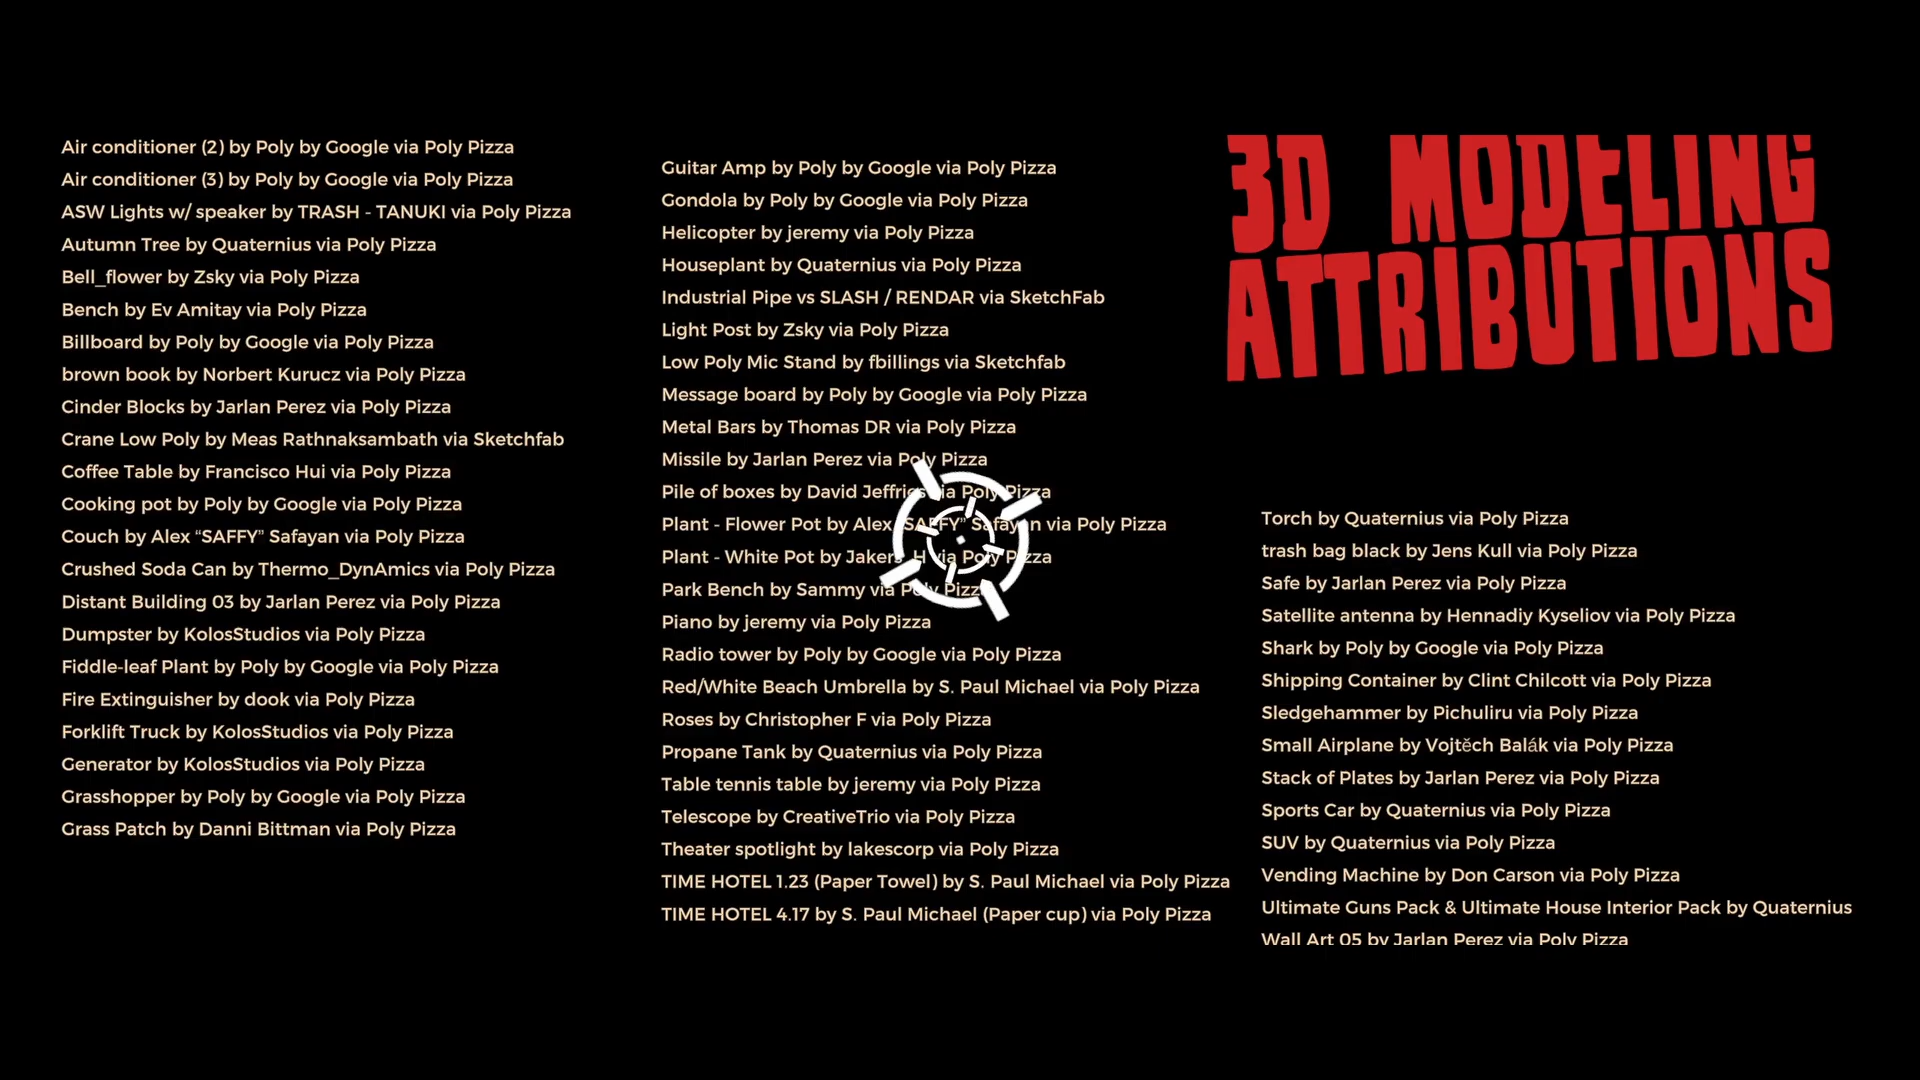 Air conditioner (2) by Poly by Google via Poly Pizza
Air conditioner (3) by Poly by Google via Poly Pizza
ASW Lights w/ speaker by TRASH - TANUKI via Poly Pizza
Autumn Tree by Quaternius via Poly Pizza
Bell_flower by Zsky via Poly Pizza
Bench by Ev Amitay via Poly Pizza
Billboard by Poly by Google via Poly Pizza
brown book by Norbert Kurucz via Poly Pizza
Cinder Blocks by Jarlan Perez via Poly Pizza
Crane Low Poly by Meas Rathnaksambath via Sketchfab
Coffee Table by Francisco Hui via Poly Pizza
Cooking pot by Poly by Google via Poly Pizza
Couch by Alex “SAFFY” Safayan via Poly Pizza
Crushed Soda Can by Thermo_DynAmics via Poly Pizza
Distant Building 03 by Jarlan Perez via Poly Pizza
Dumpster by KolosStudios via Poly Pizza
Fiddle-leaf Plant by Poly by Google via Poly Pizza
Fire Extinguisher by dook via Poly Pizza
Forklift Truck by KolosStudios via Poly Pizza
Generator by KolosStudios via Poly Pizza
Grasshopper by Poly by Google via Poly Pizza
Grass Patch by Danni Bittman via Poly Pizza
Guitar Amp by Poly by Google via Poly Pizza
Gondola by Poly by Google via Poly Pizza
Helicopter by jeremy via Poly Pizza
Houseplant by Quaternius via Poly Pizza
Industrial Pipe vs SLASH / RENDAR via SketchFab
Light Post by Zsky via Poly Pizza
Low Poly Mic Stand by fbillings via Sketchfab
Message board by Poly by Google via Poly Pizza
Metal Bars by Thomas DR via Poly Pizza
Missile by Jarlan Perez via Poly Pizza
Pile of boxes by David Jeffries via Poly Pizza
Plant - Flower Pot by Alex “SAFFY” Safayan via Poly Pizza
Plant - White Pot by Jakers_H via Poly Pizza
Park Bench by Sammy via Poly Pizza
Piano by jeremy via Poly Pizza
Radio tower by Poly by Google via Poly Pizza
Red/White Beach Umbrella by S. Paul Michael via Poly Pizza
Roses by Christopher F via Poly Pizza
Propane Tank by Quaternius via Poly Pizza
Table tennis table by jeremy via Poly Pizza
Telescope by CreativeTrio via Poly Pizza
Theater spotlight by lakescorp via Poly Pizza
TIME HOTEL 1.23 (Paper Towel) by S. Paul Michael via Poly Pizza
TIME HOTEL 4.17 by S. Paul Michael (Paper cup) via Poly Pizza
3D MODELING
ATTRIBUTIONS
Torch by Quaternius via Poly Pizza
trash bag black by Jens Kull via Poly Pizza
Safe by Jarlan Perez via Poly Pizza
Satellite antenna by Hennadiy Kyseliov via Poly Pizza
Shark by Poly by Google via Poly Pizza
Shipping Container by Clint Chilcott via Poly Pizza
Sledgehammer by Pichuliru via Poly Pizza
Small Airplane by Vojtěch Balák via Poly Pizza
Stack of Plates by Jarlan Perez via Poly Pizza
Sports Car by Quaternius via Poly Pizza
SUV by Quaternius via Poly Pizza
Vending Machine by Don Carson via Poly Pizza
Ultimate Guns Pack & Ultimate House Interior Pack by Quaternius
Wall Art 05 by Jarlan Perez via Poly Pizza